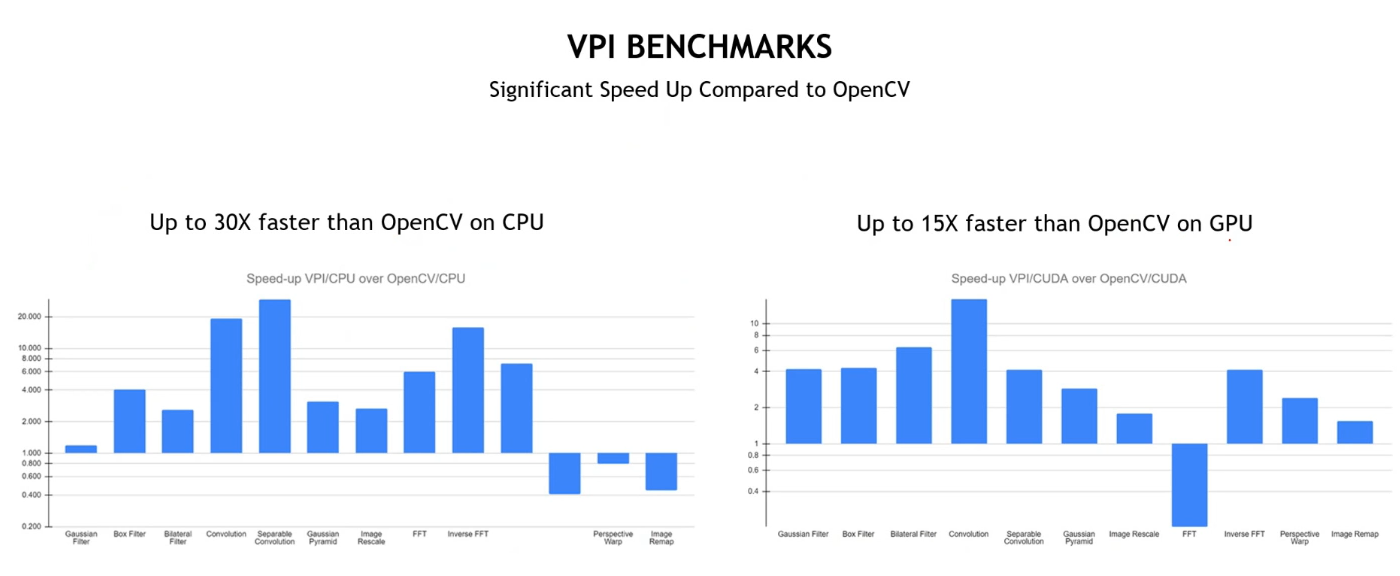 VPI BENCHMARKS
Significant Speed Up Compared to OpenCV
Up to 30X faster than OpenCV on CPU
Speed-up VPI/CPU over OpenCV/CPU
20.000
10.000
8.000
6.000
4.000
2.000
1.000
0.800
0.600
0.400
0.200
Gaussian
Filter
Box Filter
Bilateral
Filter
Convolution
Separable
Convolution
Gaussian
Pyramid
Image
Rescale
FFT
Inverse FFT
Perspective
Warp
Image
Remap
Up to 15X faster than OpenCV on GPU
Speed-up VPI/CUDA over OpenCV/CUDA
10
8
6
4
2
1
0.8
0.6
0.4
Gaussian Filter
Box Filter
Bilateral Filter
Convolution
Separable
Convolution
Gaussian
Pyramid
Image Rescale
FFT
Inverse FFT
Perspective
Warp
Image Remap